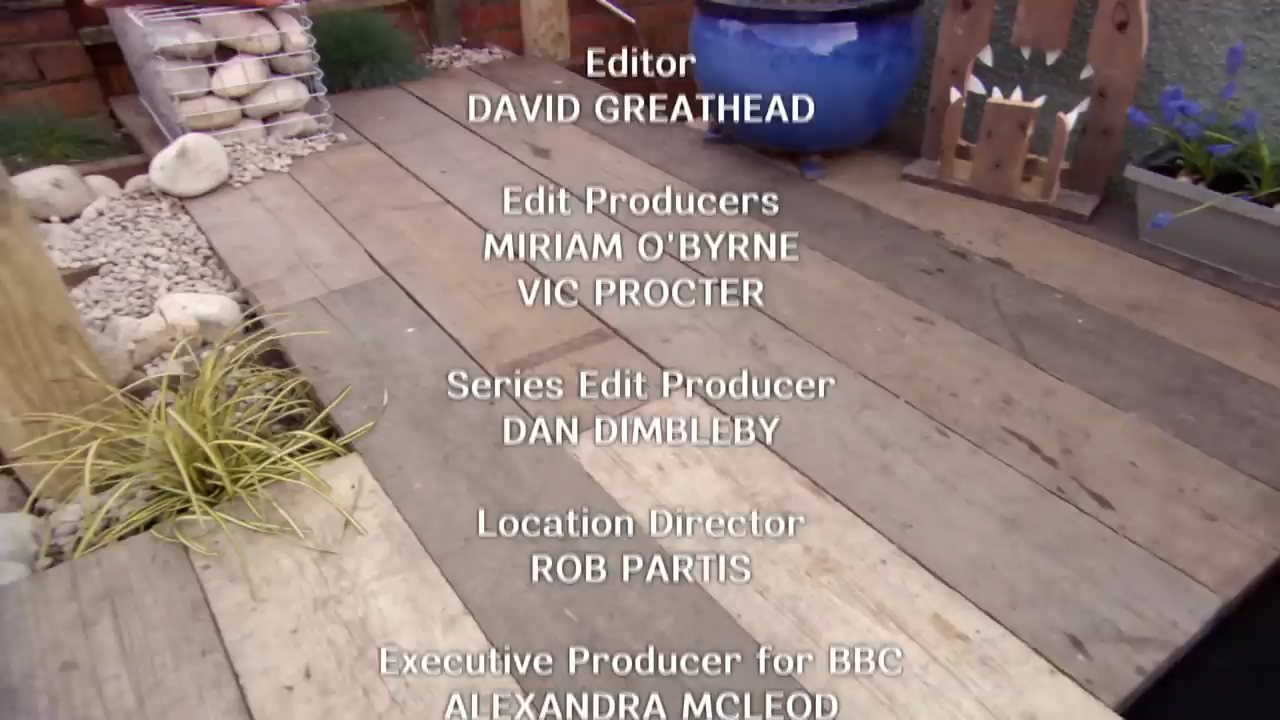 Editor
DAVID GREATHEAD
Edit Producers
MIRIAM O'BYRNE
VIC PROCTER
Series Edit Producer
DAN DIMBLEBY
Location Director
ROB PARTIS
Executive Producer for BBC
ALEXANDRA MCLEOD